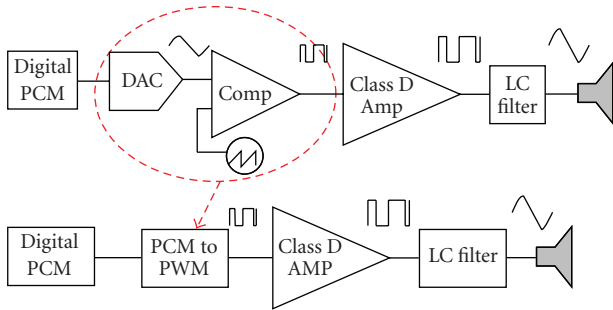 Digital
PCM
DAC
Comp
Class D
Amp
LC
filter
Digital
PCM
PCM to
PWM
Class D
AMP
LC filter